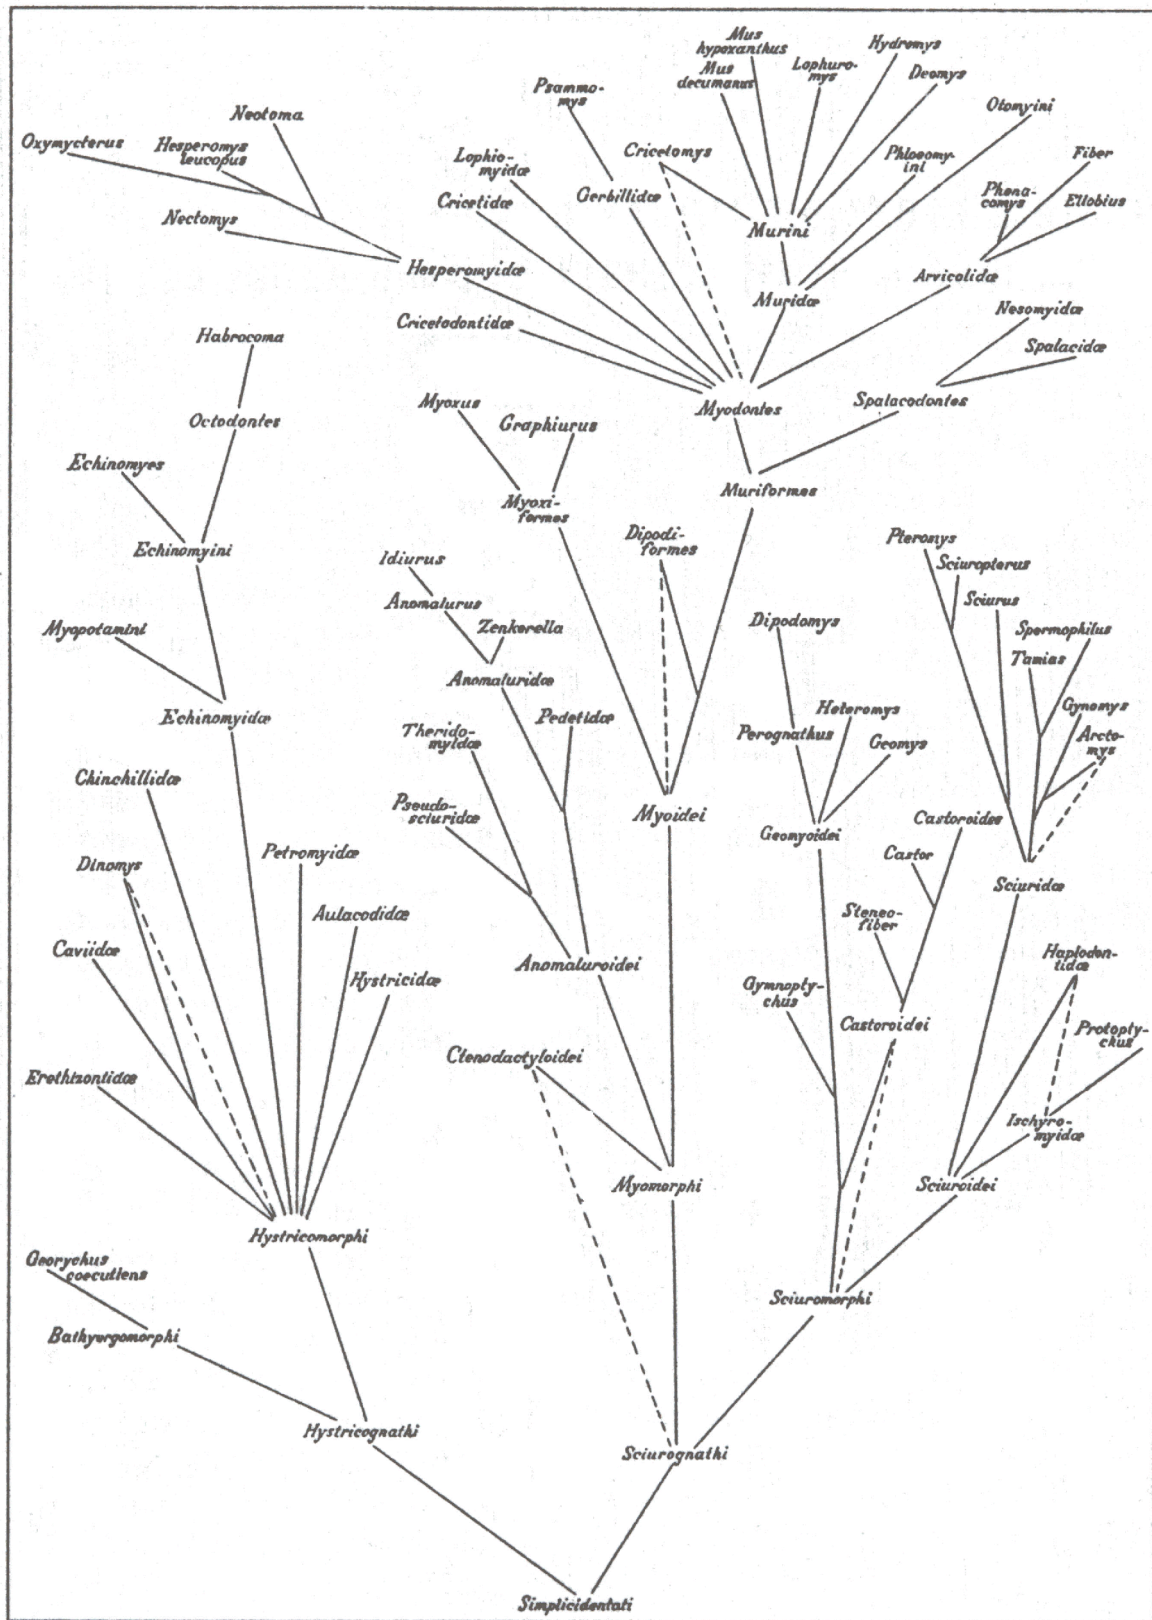 Mus
hypoxanthus
Hydromys
Mus
decumanus
Lophuro-
mys
Deomys
Psammo-
mys
Otomyini
Neotoma
Oxymycterus
Hesperomys
leucopus
Lophio-
myidæ
Cricetomys
Phloeomy-
ini
Fiber
Cricetidæ
Gerbillidæ
Phena-
comys
Ellobius
Nectomys
Murini
Hesperomyidæ
Arvicolidæ
Muridæ
Cricetodontidæ
Nesomyidæ
Habrocoma
Spalacidæ
Myoxus
Myodontes
Spalacodontes
Octodontes
Graphiurus
Echinomyes
Muriformes
Myoxi-
formes
Echinomyini
Dipodi-
formes
Pteromys
Idiurus
Sciuropterus
Anomalurus
Sciurus
Myopotamini
Zenkerella
Dipodomys
Spermophilus
Tamias
Anomaluridæ
Echinomyidæ
Pedetidæ
Heteromys
Gynomys
Therido-
myidæ
Perognathus
Geomys
Arcto-
mys
Chinchillidæ
Pseudo-
sciuridæ
Myoidei
Geomyoidei
Castoroides
Dinomys
Petromyidæ
Castor
Sciuridæ
Aulacodidæ
Steneo-
fiber
Caviidæ
Hystricidæ
Anomaluroidei
Haplodon-
tidæ
Gymnopty-
chus
Castoroidei
Protopty-
chus
Ctenodactyloidei
Erethizontidæ
Ischyro-
myidæ
Myomorphi
Sciuroidei
Hystricomorphi
Georychus
coecutiens
Sciuromorphi
Bathyergomorphi
Hystricognathi
Sciurognathi
Simplicidentati